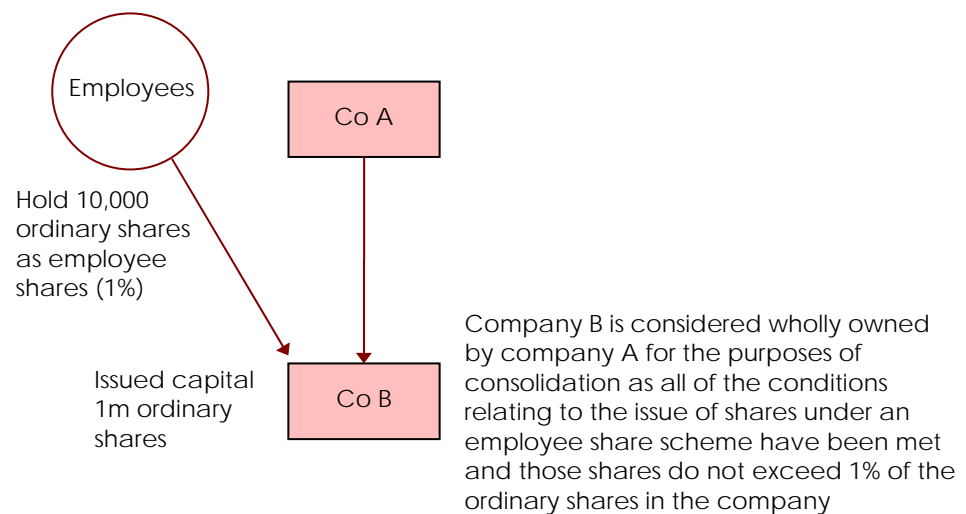 Employees
Co A
Hold 10,000
ordinary shares
as employee
shares (1%)
Issued capital
1m ordinary
shares
Co B
Company B is considered wholly owned
by company A for the purposes of
consolidation as all of the conditions
relating to the issue of shares under an
employee share scheme have been met
and those shares do not exceed 1% of the
ordinary shares in the company